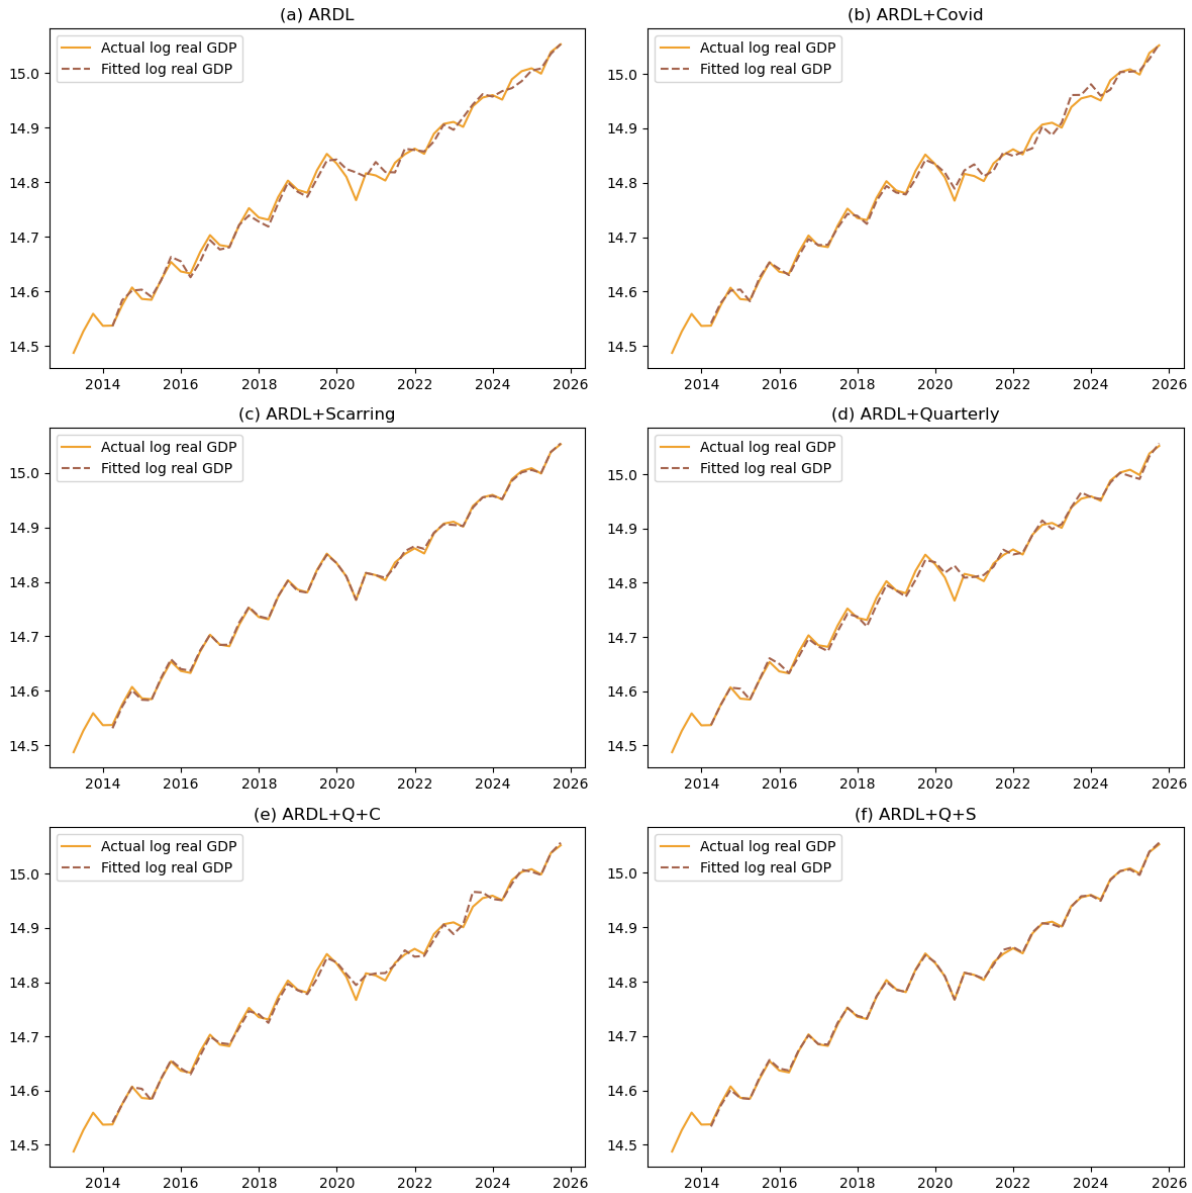 (a) ARDL
Actual log real GDP
Fitted log real GDP
15.0
14.9
14.8
14.7
14.6
14.5
2014 2016 2018 2020 2022 2024 2026
(b) ARDL+Covid
Actual log real GDP
Fitted log real GDP
15.0
14.9
14.8
14.7
14.6
14.5
2014 2016 2018 2020 2022 2024 2026
(c) ARDL+Scarring
Actual log real GDP
Fitted log real GDP
15.0
14.9
14.8
14.7
14.6
14.5
2014 2016 2018 2020 2022 2024 2026
(d) ARDL+Quarterly
Actual log real GDP
Fitted log real GDP
15.0
14.9
14.8
14.7
14.6
14.5
2014 2016 2018 2020 2022 2024 2026
(e) ARDL+Q+C
Actual log real GDP
Fitted log real GDP
15.0
14.9
14.8
14.7
14.6
14.5
2014 2016 2018 2020 2022 2024 2026
(f) ARDL+Q+S
Actual log real GDP
Fitted log real GDP
15.0
14.9
14.8
14.7
14.6
14.5
2014 2016 2018 2020 2022 2024 2026